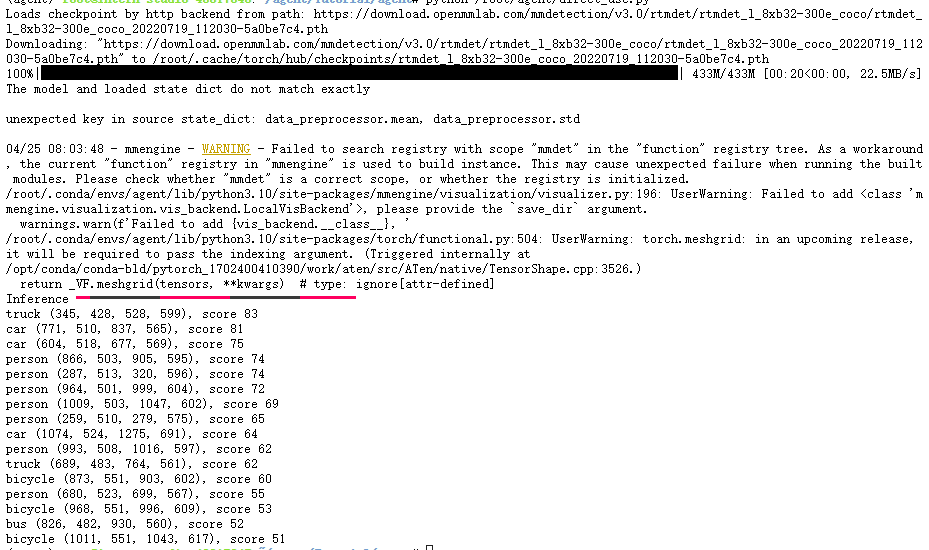 Loads checkpoint by http backend from path: https://download.openmmlab.com/mmdetection/v3.0/rtmdet/rtmdet_
l_8xb32-300e_coco/rtmdet_l_8xb32-300e_coco_20220719_112030-5a0be7c4.pth
Downloading: "https://download.openmmlab.com/mmdetection/v3.0/rtmdet/rtmdet_l_8xb32-300e_coco/rtmdet_l_8xb32-300e_coco_20220719_112
030-5a0be7c4.pth" to /root/.cache/torch/hub/checkpoints/rtmdet_l_8xb32-300e_coco_20220719_112030-5a0be7c4.pth
100%| | 433M/433M [00:20<00:00, 22.5MB/s]
The model and loaded state dict do not match exactly
unexpected key in source state_dict: data_preprocessor.mean, data_preprocessor.std
04/25 08:03:48 - mmengine - WARNING - Failed to search registry with scope "mmdet" in the "function" registry tree. As a workaround
, the current "function" registry in "mmengine" is used to build instance. This may cause unexpected failure when running the built
 modules. Please check whether "mmdet" is a correct scope, or whether the registry is initialized.
/root/.conda/envs/agent/lib/python3.10/site-packages/mmengine/visualization/visualizer.py:196: UserWarning: Failed to add <class 'm
mengine.visualization.vis_backend.LocalVisBackend'>, please provide the `save_dir` argument.
  warnings.warn(f'Failed to add {vis_backend.__class__}, '
/root/.conda/envs/agent/lib/python3.10/site-packages/torch/functional.py:504: UserWarning: torch.meshgrid: in an upcoming release,
it will be required to pass the indexing argument. (Triggered internally at
/opt/conda/conda-bld/pytorch_1702400410390/work/aten/src/ATen/native/TensorShape.cpp:3526.)
  return _VF.meshgrid(tensors, **kwargs)  # type: ignore[attr-defined]
Inference
truck (345, 428, 528, 599), score 83
car (771, 510, 837, 565), score 81
car (604, 518, 677, 569), score 75
person (866, 503, 905, 595), score 74
person (287, 513, 320, 596), score 74
person (964, 501, 999, 604), score 72
person (1009, 503, 1047, 602), score 69
person (259, 510, 279, 575), score 65
car (1074, 524, 1275, 691), score 64
person (993, 508, 1016, 597), score 62
truck (689, 483, 764, 561), score 62
bicycle (873, 551, 903, 602), score 60
person (680, 523, 699, 567), score 55
bicycle (968, 551, 996, 609), score 53
bus (826, 482, 930, 560), score 52
bicycle (1011, 551, 1043, 617), score 51